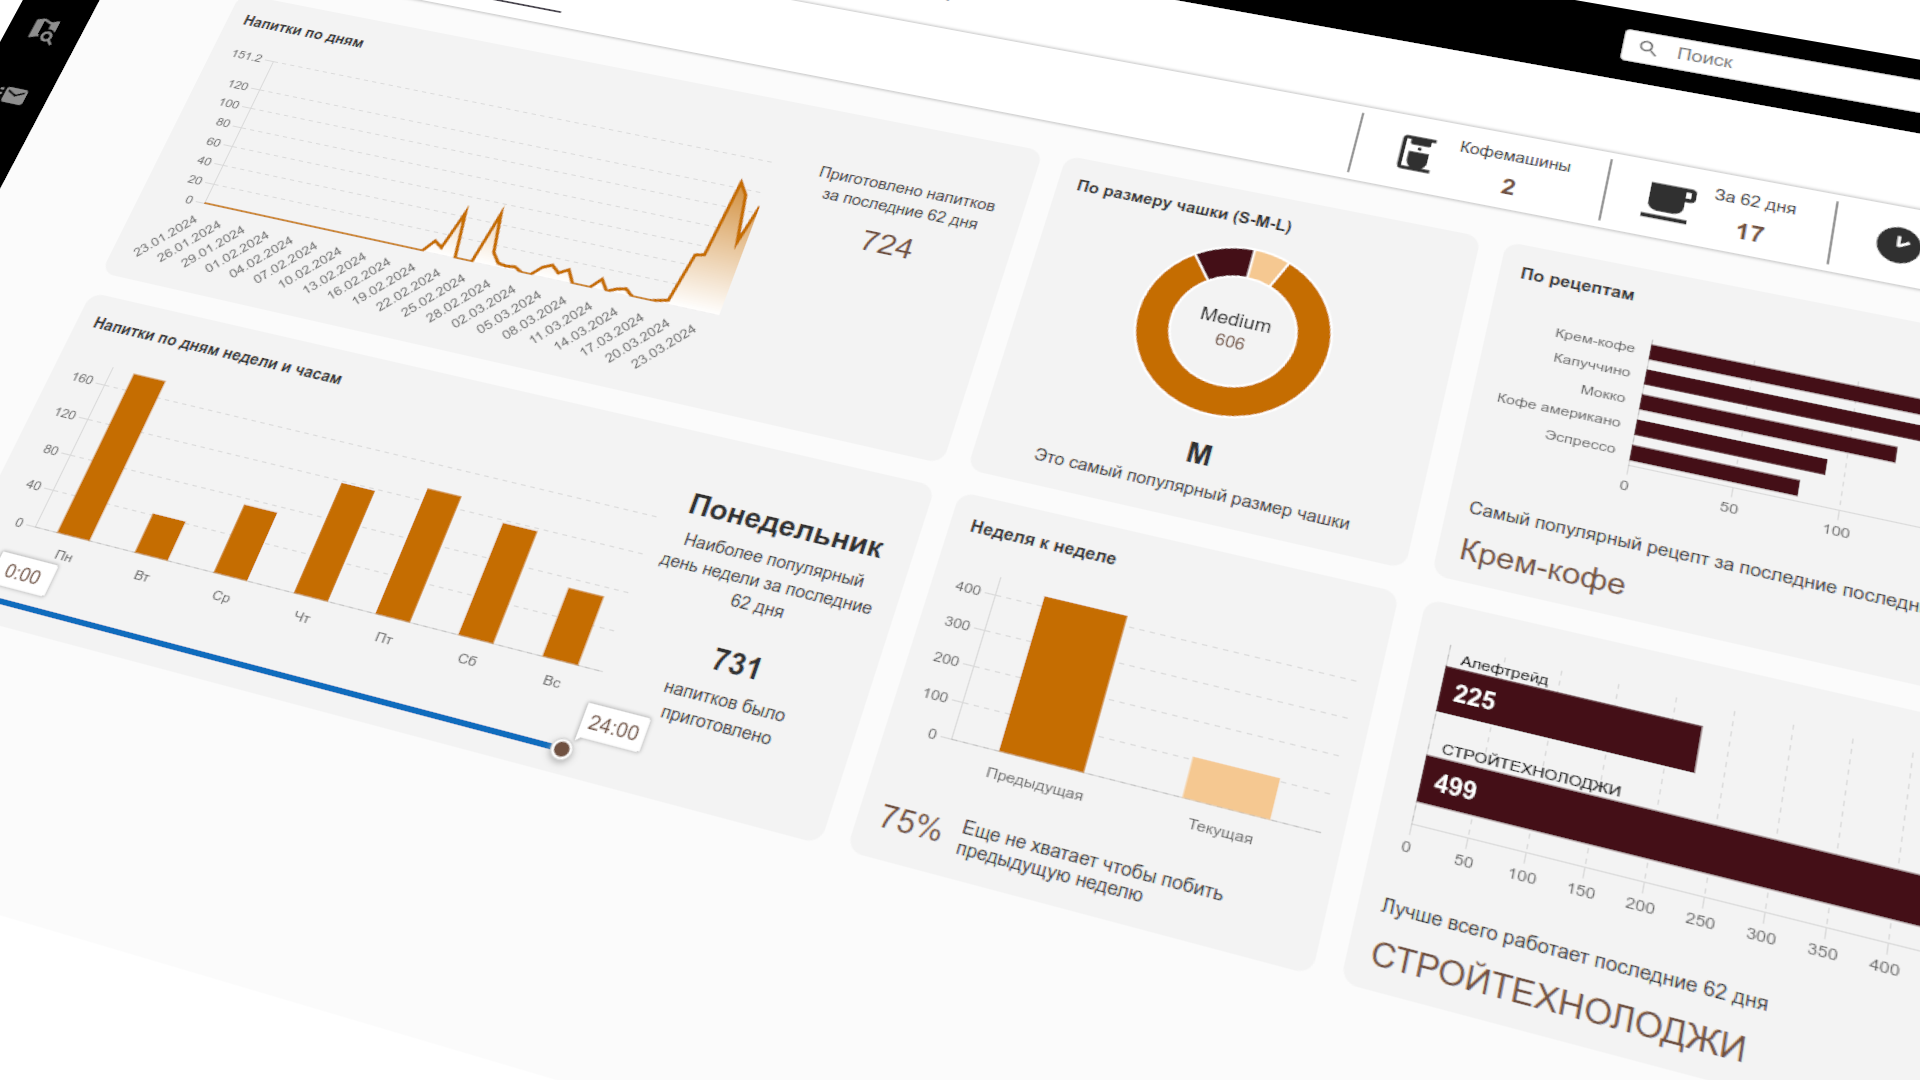 Поиск
Кофемашины
2
За 62 дня
17
Напитки по дням
151.2
120
100
80
60
40
20
0
23.01.2024
26.01.2024
29.01.2024
01.02.2024
04.02.2024
07.02.2024
10.02.2024
13.02.2024
16.02.2024
19.02.2024
22.02.2024
25.02.2024
28.02.2024
02.03.2024
05.03.2024
08.03.2024
11.03.2024
14.03.2024
17.03.2024
20.03.2024
23.03.2024
Приготовлено напитков
за последние 62 дня
724
По размеру чашки (S-M-L)
Medium
606
M
Это самый популярный размер чашки
По рецептам
Крем-кофе
Капуччино
Мокко
Кофе американо
Эспрессо
0
50
100
Самый популярный рецепт за последние последн
Крем-кофе
Напитки по дням недели и часам
160
120
80
40
0
Пн
Вт
Ср
Чт
Пт
Сб
Вс
0:00
24:00
Понедельник
Наиболее популярный
день недели за последние
62 дня
731
напитков было
приготовлено
Неделя к неделе
400
300
200
100
0
Предыдущая
Текущая
75%
Еще не хватает чтобы побить
предыдущую неделю
Алефтрейд
225
СТРОЙТЕХНОЛОДЖИ
499
0
50
100
150
200
250
300
350
400
Лучше всего работает последние 62 дня
СТРОЙТЕХНОЛОДЖИ